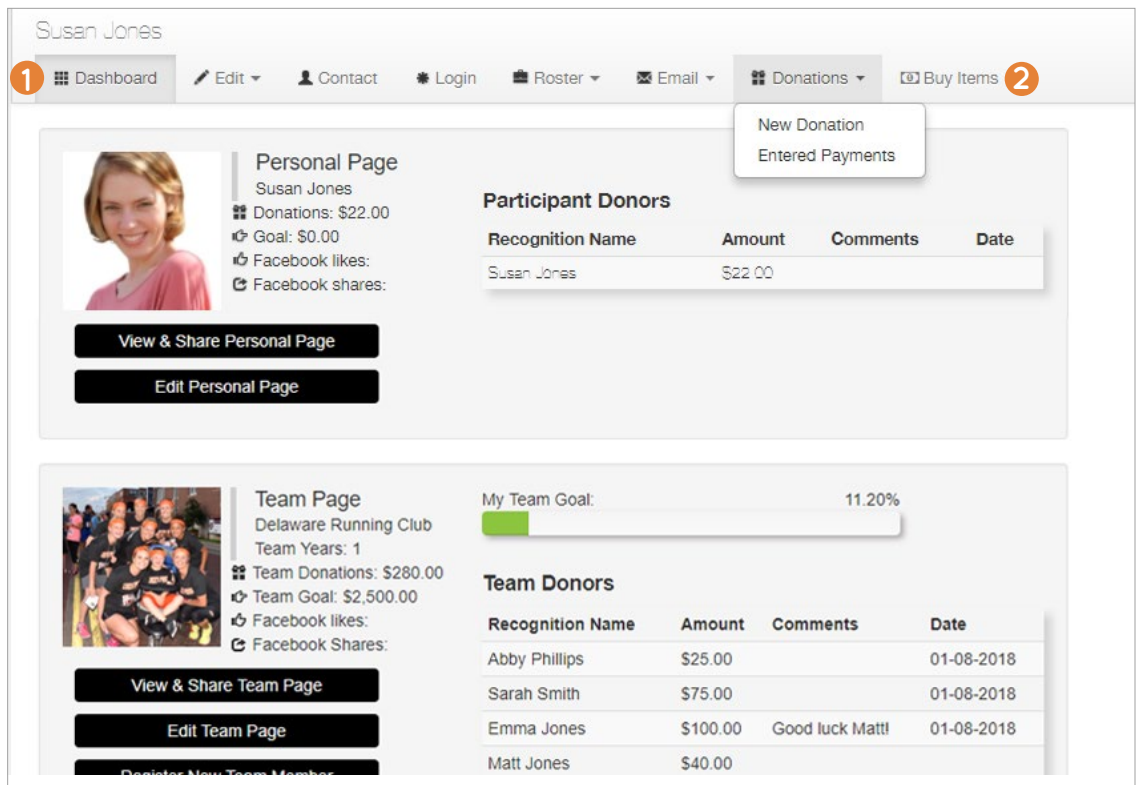 Susan Jones
1 Dashboard Edit Contact Login Roster Email Donations Buy Items 2
New Donation
Entered Payments
Personal Page
Susan Jones
Donations: $22.00
Goal: $0.00
Facebook likes:
Facebook shares:
View & Share Personal Page
Edit Personal Page
Participant Donors
Recognition Name Amount Comments Date
Susan Jones $22.00
Team Page
Delaware Running Club
Team Years: 1
Team Donations: $280.00
Team Goal: $2,500.00
Facebook likes:
Facebook Shares:
View & Share Team Page
Edit Team Page
Register New Team Member
My Team Goal: 11.20%
Team Donors
Recognition Name Amount Comments Date
Abby Phillips $25.00 01-08-2018
Sarah Smith $75.00 01-08-2018
Emma Jones $100.00 Good luck Matt! 01-08-2018
Matt Jones $40.00